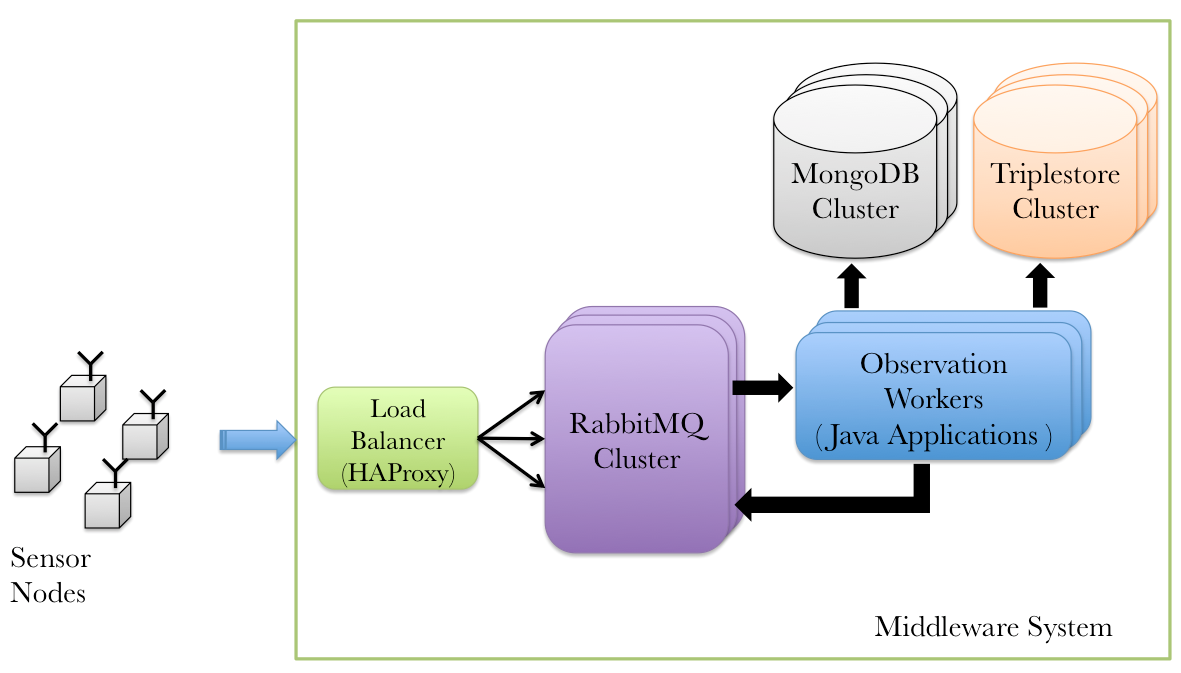 MongoDB
Cluster
Triplestore
Cluster
Observation
Workers
( Java Applications )
Load
Balancer
(HAProxy)
RabbitMQ
Cluster
Sensor
Nodes
Middleware System